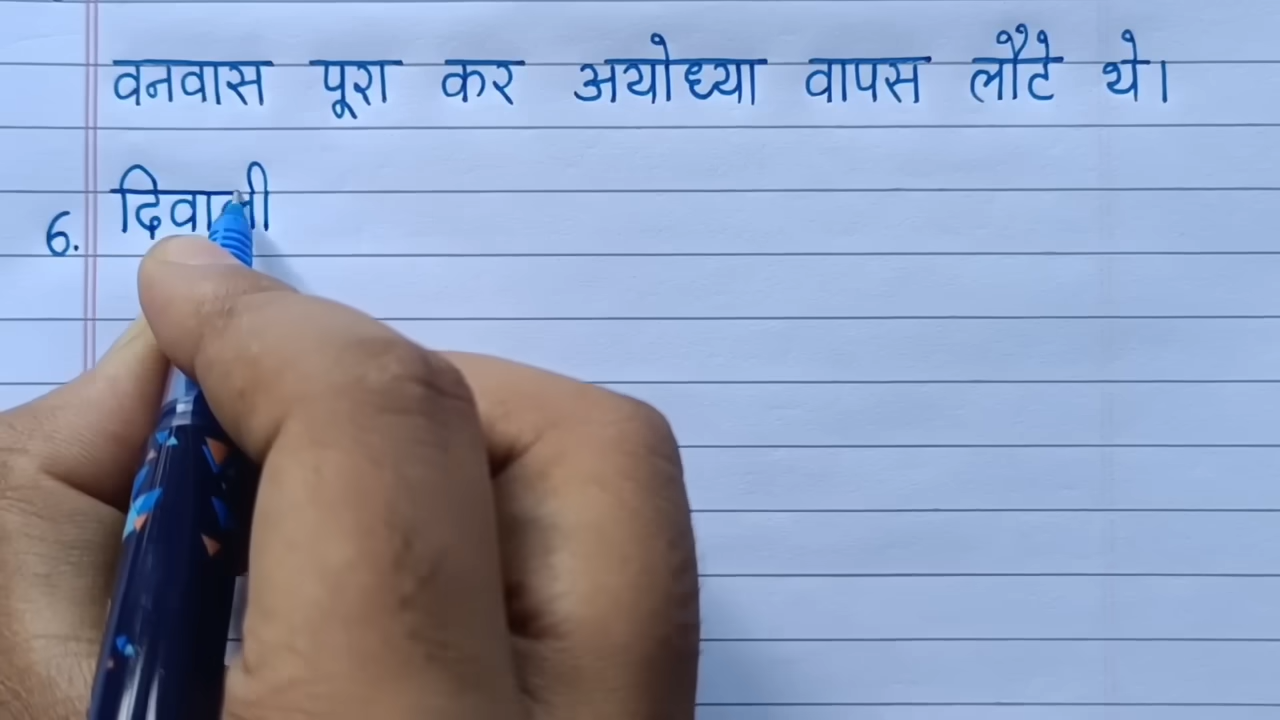 वनवास पूरा कर अयोध्या वापस लौटे थे।
6. दिवाली